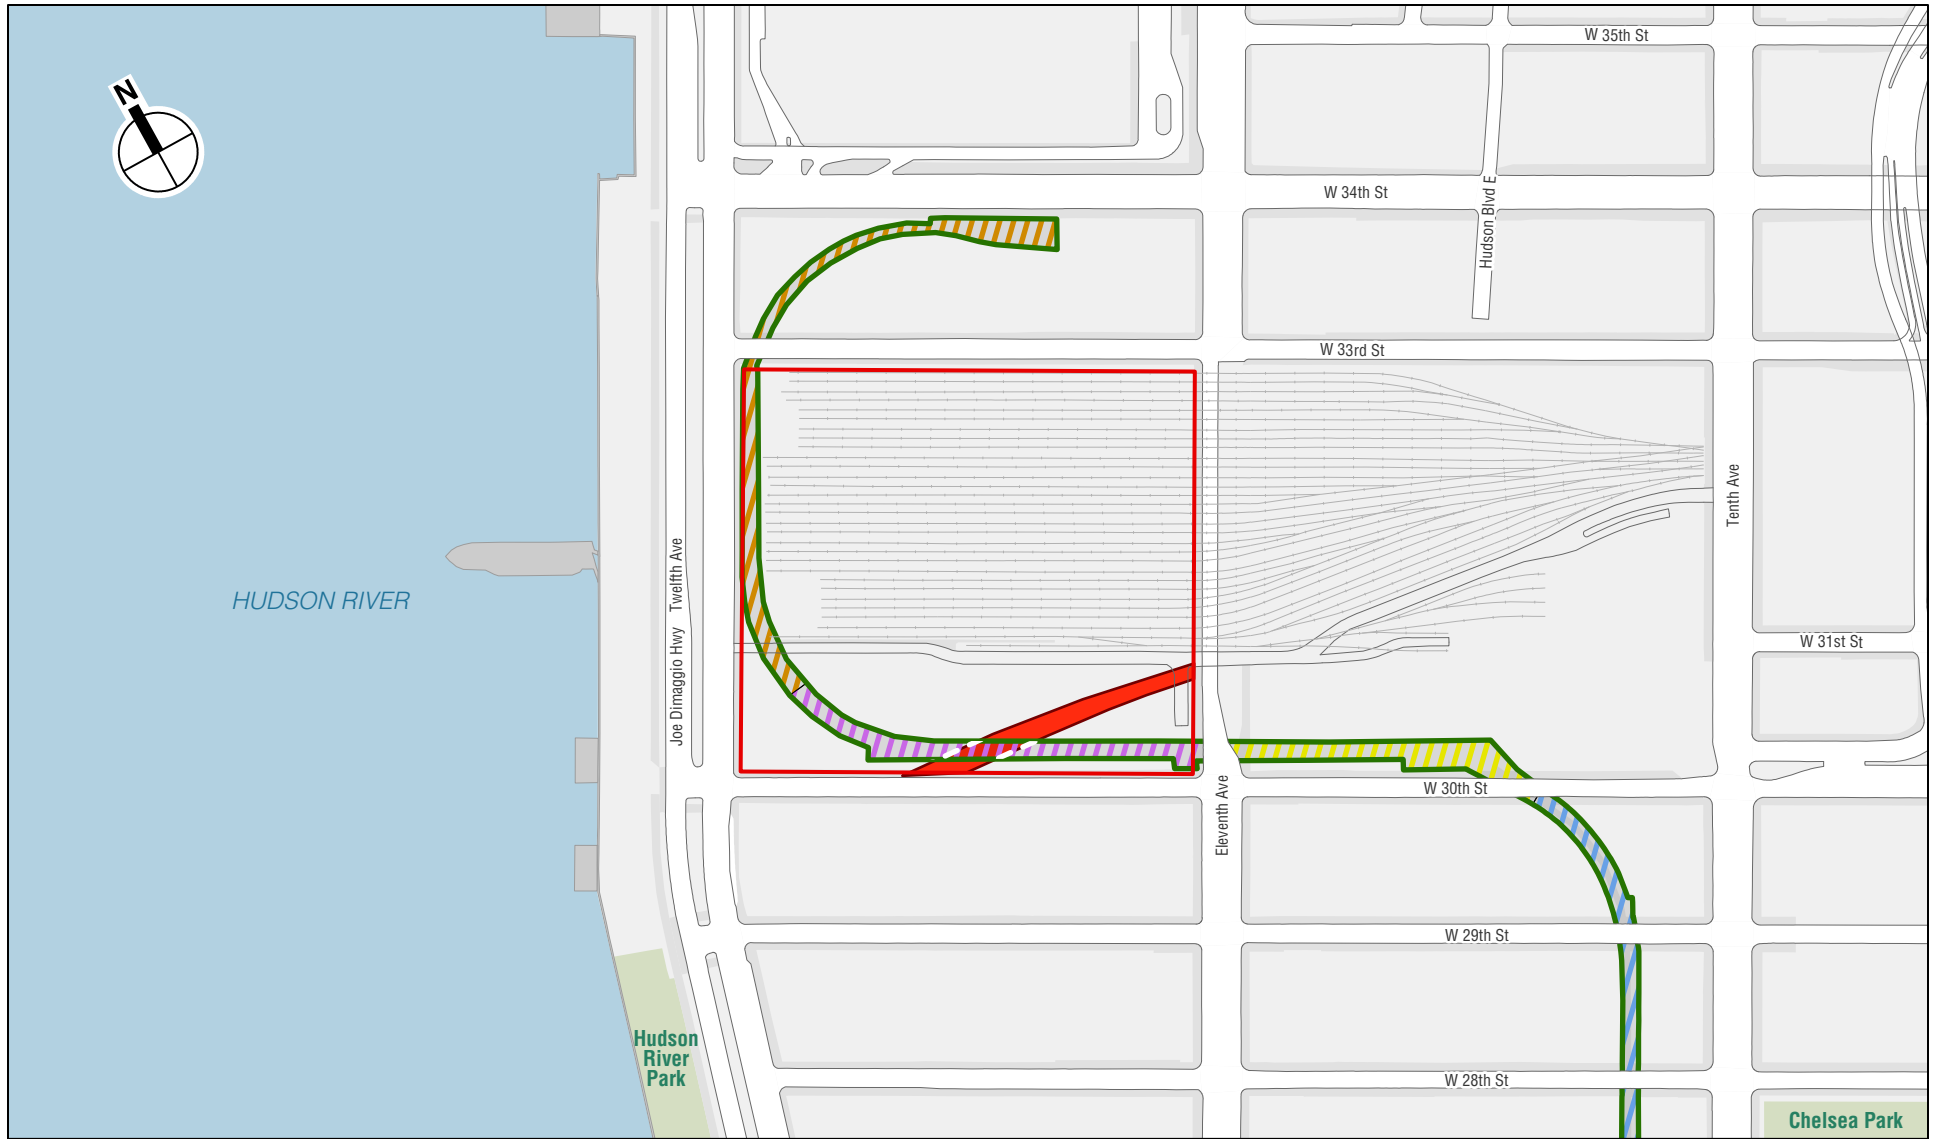 W 35th St
N
W 34th St
Hudson Blvd E
W 33rd St
Tenth Ave
Twelfth Ave
HUDSON RIVER
W 31st St
Joe Dimaggio Hwy
W 30th St
Eleventh Ave
W 29th St
Hudson
River
Park
W 28th St
Chelsea Park